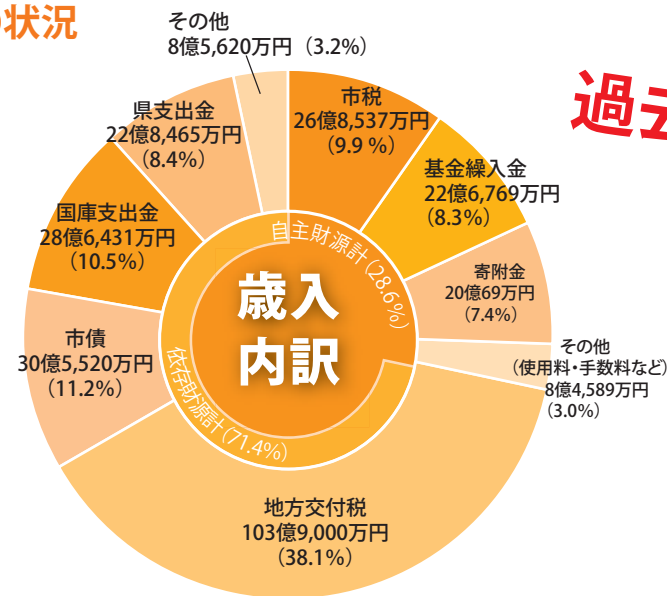 状況
過
その他
8億5,620万円（3.2%）
市税
26億8,537万円
（9.9 %）
基金繰入金
22億6,769万円
（8.3%）
寄附金
20億69万円
（7.4%）
その他
（使用料・手数料など）
8億4,589万円
（3.0%）
地方交付税
103億9,000万円
（38.1%）
市債
30億5,520万円
（11.2%）
国庫支出金
28億6,431万円
（10.5%）
県支出金
22億8,465万円
（8.4%）
自主財源計（28.6%）
依存財源計（71.4%）
歳入
内訳